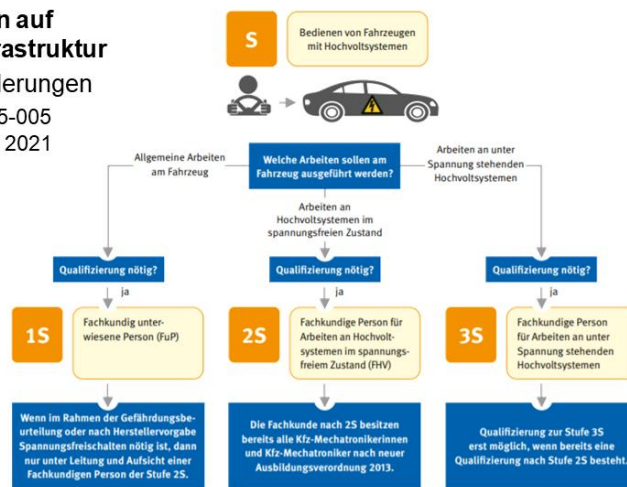 n auf
rastruktur
lerungen
5-005
2021
S
Bedienen von Fahrzeugen
mit Hochvoltsystemen
Allgemeine Arbeiten
am Fahrzeug
Welche Arbeiten sollen am
Fahrzeug ausgeführt werden?
Arbeiten an unter
Spannung stehenden
Hochvoltsystemen
Arbeiten an
Hochvoltsystemen im
spannungsfreien Zustand
Qualifizierung nötig?
Qualifizierung nötig?
Qualifizierung nötig?
ja
ja
ja
1S
Fachkundig unter-
wiesene Person (FuP)
2S
Fachkundige Person für
Arbeiten an Hochvolt-
systemen im spannungs-
freiem Zustand (FHV)
3S
Fachkundige Person
für Arbeiten an unter
Spannung stehenden
Hochvoltsystemen
Wenn im Rahmen der Gefährdungsbe-
urteilung oder nach Herstellervorgabe
Spannungsfreischalten nötig ist, dann
nur unter Leitung und Aufsicht einer
Fachkundigen Person der Stufe 2S.
Die Fachkunde nach 2S besitzen
bereits alle Kfz-Mechatronikerinnen
und Kfz-Mechatroniker nach neuer
Ausbildungsverordnung 2013.
Qualifizierung zur Stufe 3S
erst möglich, wenn bereits eine
Qualifizierung nach Stufe 2S besteht.